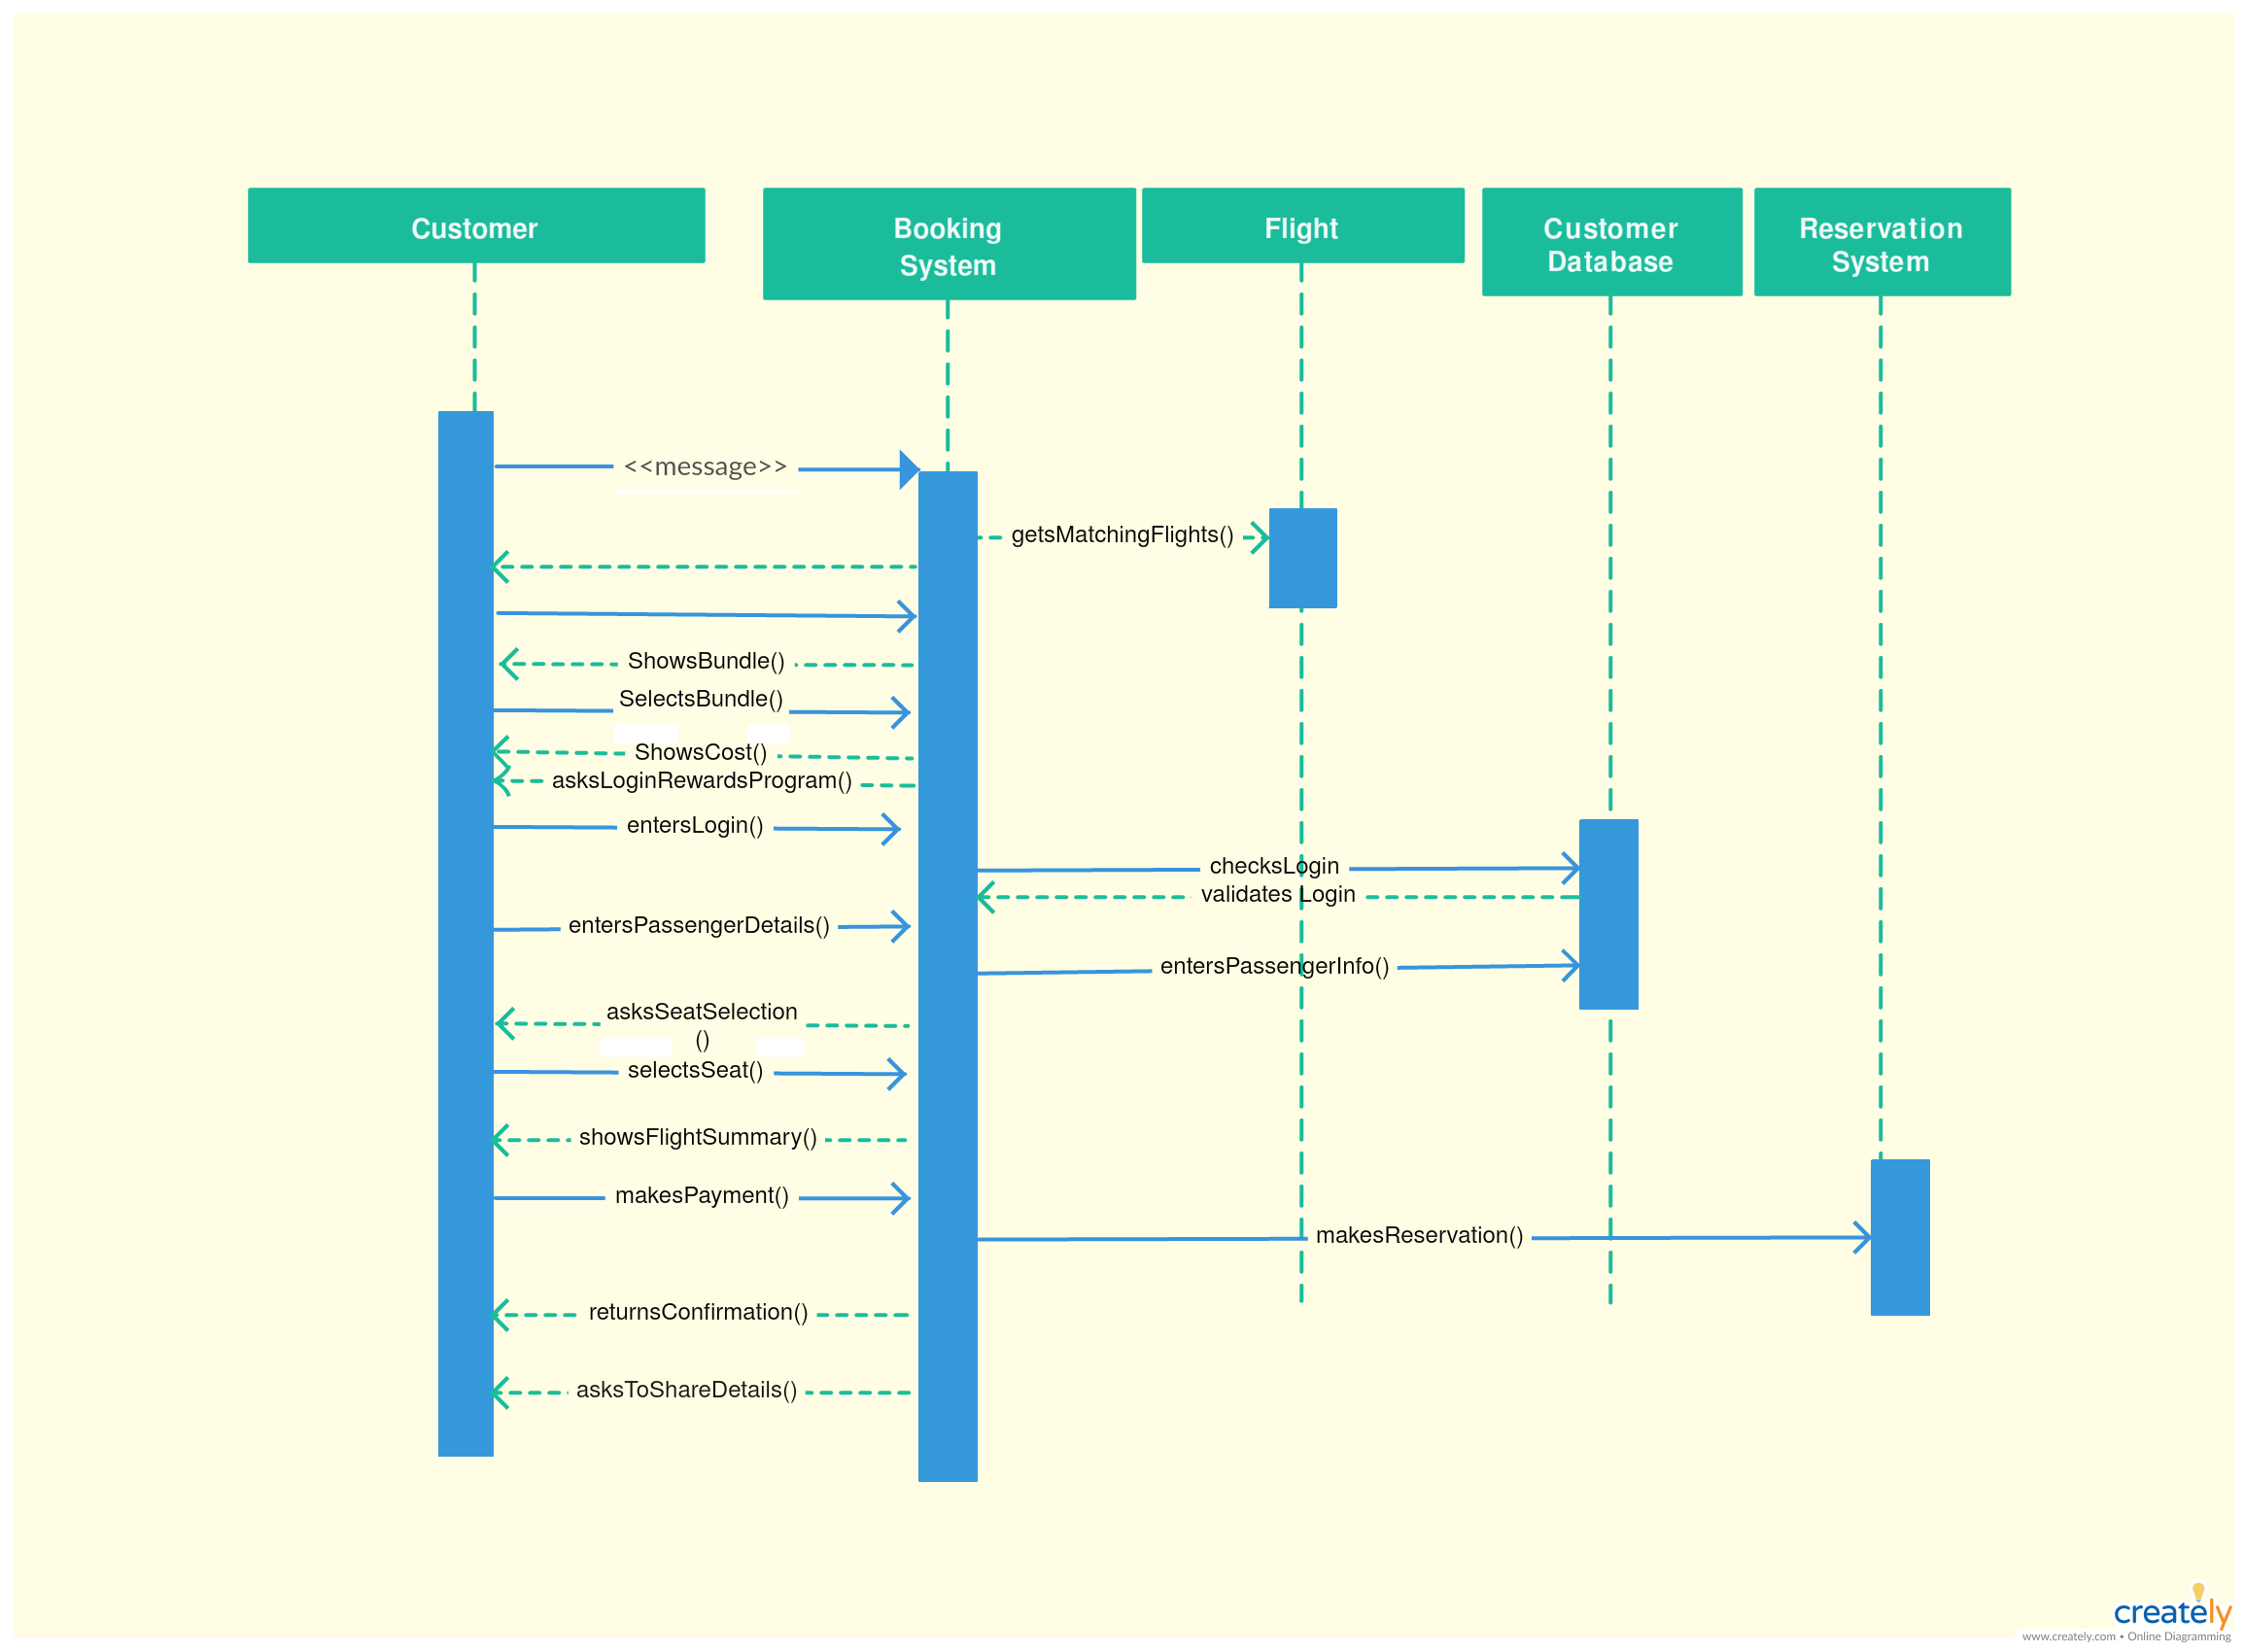 Customer
Booking
System
Flight
Customer
Database
Reservation
System
<<message>>
getsMatchingFlights()
ShowsBundle()
SelectsBundle()
ShowsCost()
asksLoginRewardsProgram()
entersLogin()
checksLogin
validates Login
entersPassengerDetails()
entersPassengerInfo()
asksSeatSelection
()
selectsSeat()
showsFlightSummary()
makesPayment()
makesReservation()
returnsConfirmation()
asksToShareDetails()
creately
www.creately.com • Online Diagramming